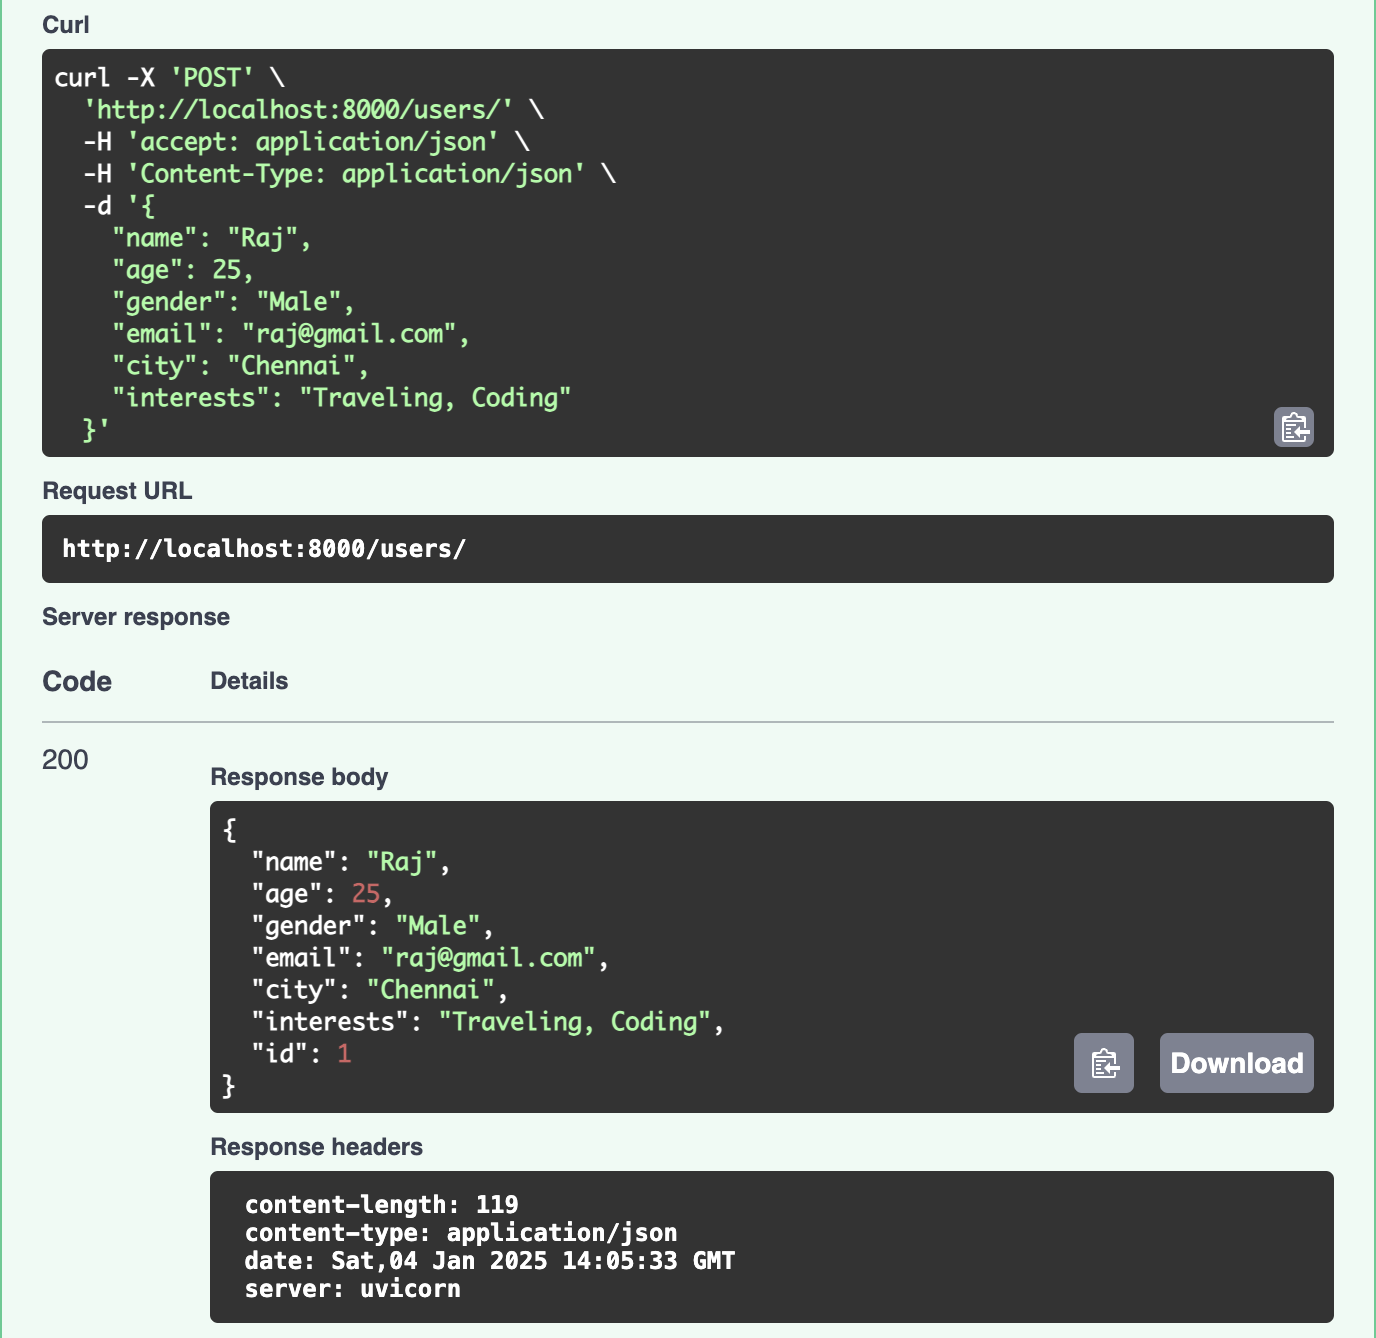 Curl
curl -X 'POST' \
  'http://localhost:8000/users/' \
  -H 'accept: application/json' \
  -H 'Content-Type: application/json' \
  -d '{
    "name": "Raj",
    "age": 25,
    "gender": "Male",
    "email": "raj@gmail.com",
    "city": "Chennai",
    "interests": "Traveling, Coding"
  }'
Request URL
http://localhost:8000/users/
Server response
Code Details
200
Response body
{
  "name": "Raj",
  "age": 25,
  "gender": "Male",
  "email": "raj@gmail.com",
  "city": "Chennai",
  "interests": "Traveling, Coding",
  "id": 1
}
Download
Response headers
content-length: 119
content-type: application/json
date: Sat,04 Jan 2025 14:05:33 GMT
server: uvicorn